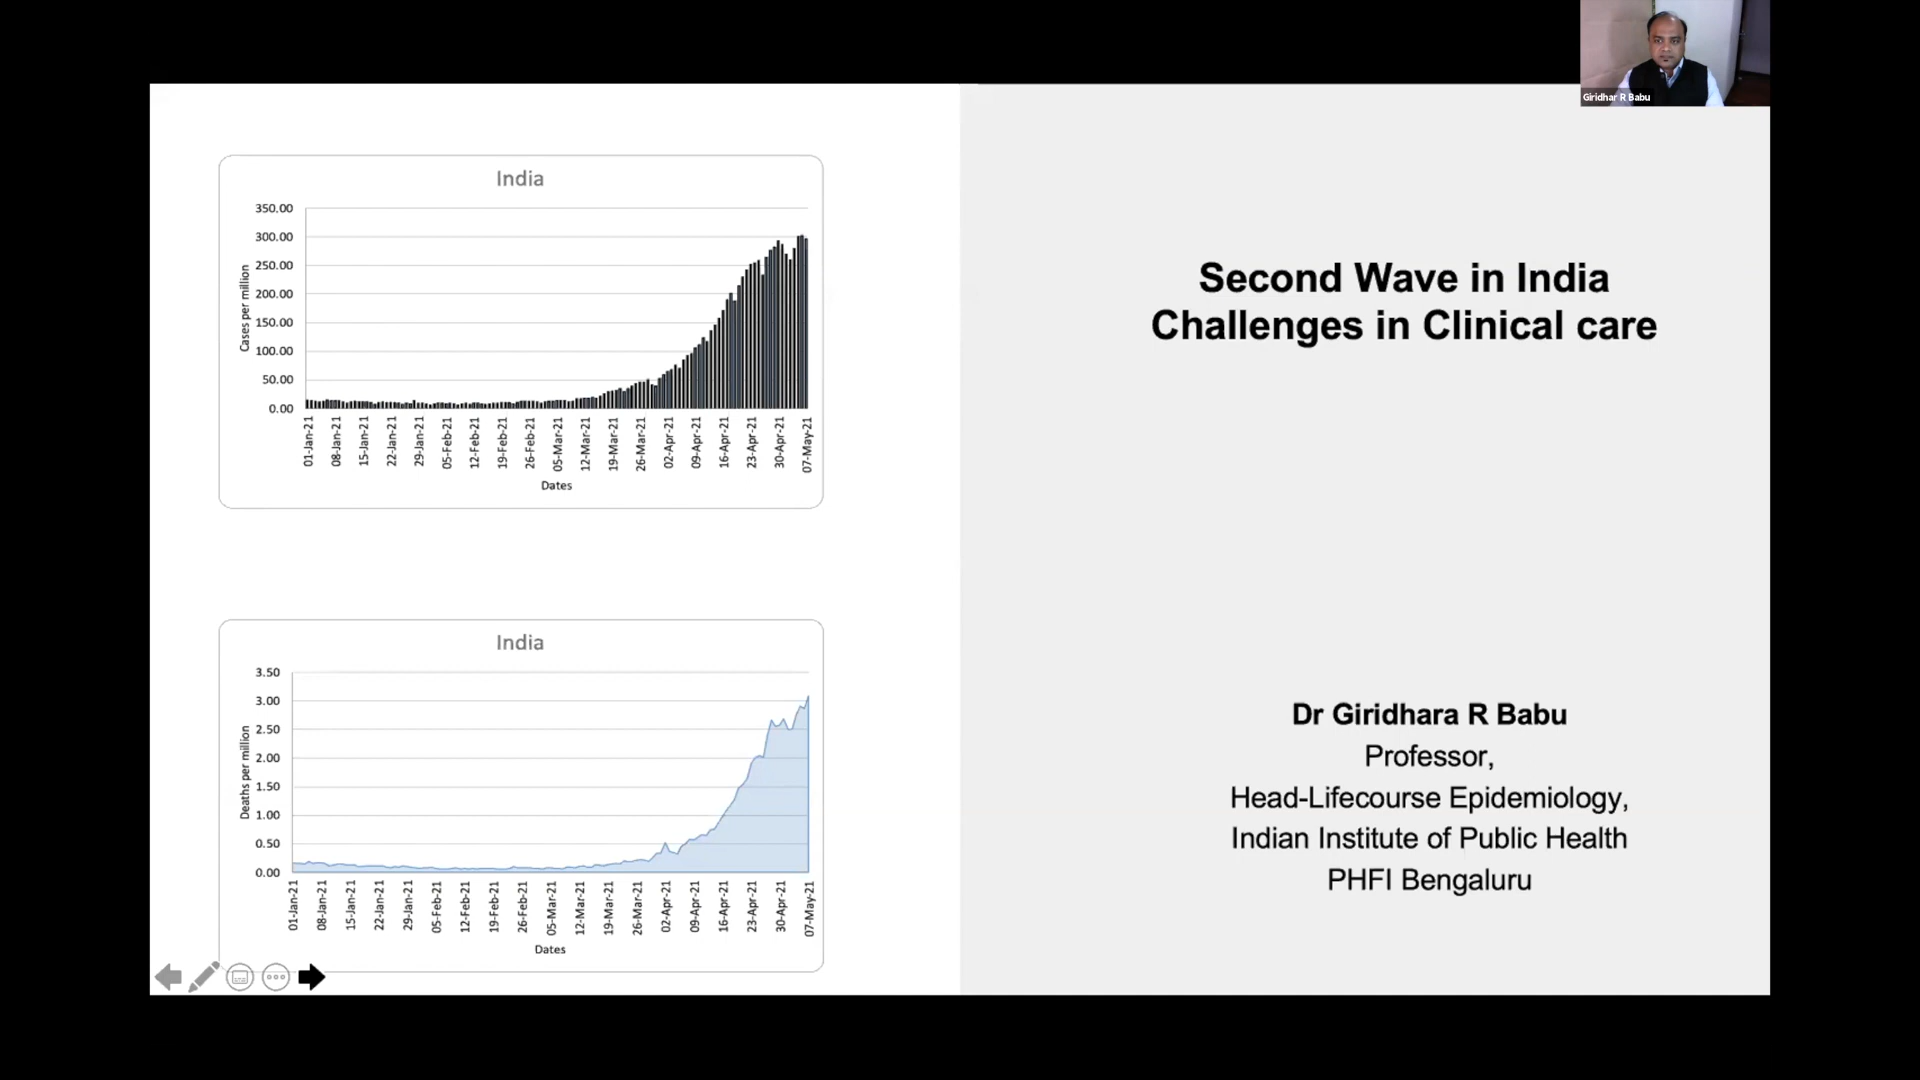 Giridhar R Babu
India
350.00
300.00
250.00
200.00
150.00
100.00
50.00
0.00
Cases per million
01-Jan-21
08-Jan-21
15-Jan-21
22-Jan-21
29-Jan-21
05-Feb-21
12-Feb-21
19-Feb-21
26-Feb-21
05-Mar-21
12-Mar-21
19-Mar-21
26-Mar-21
02-Apr-21
09-Apr-21
16-Apr-21
23-Apr-21
30-Apr-21
07-May-21
Dates
India
3.50
3.00
2.50
2.00
1.50
1.00
0.50
0.00
Deaths per million
01-Jan-21
08-Jan-21
15-Jan-21
22-Jan-21
29-Jan-21
05-Feb-21
12-Feb-21
19-Feb-21
26-Feb-21
05-Mar-21
12-Mar-21
19-Mar-21
26-Mar-21
02-Apr-21
09-Apr-21
16-Apr-21
23-Apr-21
30-Apr-21
07-May-21
Dates
Second Wave in India
Challenges in Clinical care
Dr Giridhara R Babu
Professor,
Head-Lifecourse Epidemiology,
Indian Institute of Public Health
PHFI Bengaluru